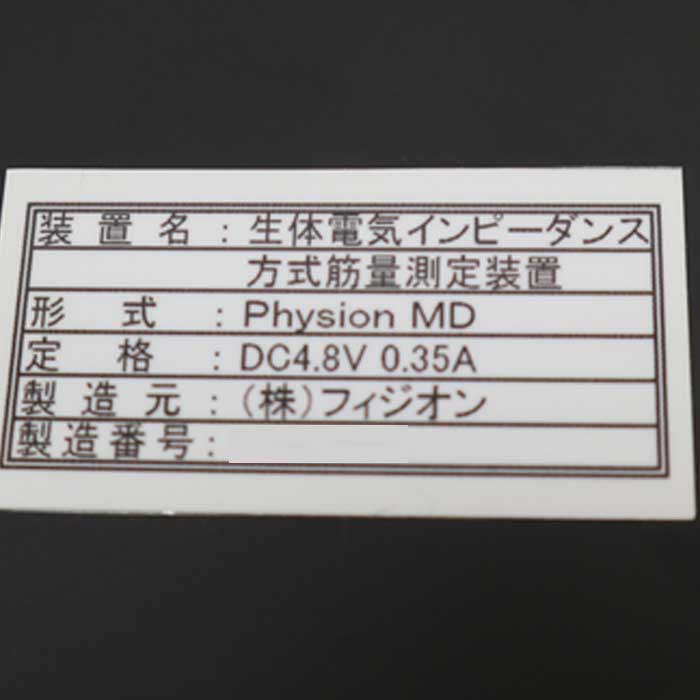 装置名：生体電気インピーダンス
方式筋量測定装置
形式：Physion MD
定格：DC4.8V 0.35A
製造元：（株）フィジオン
製造番号：